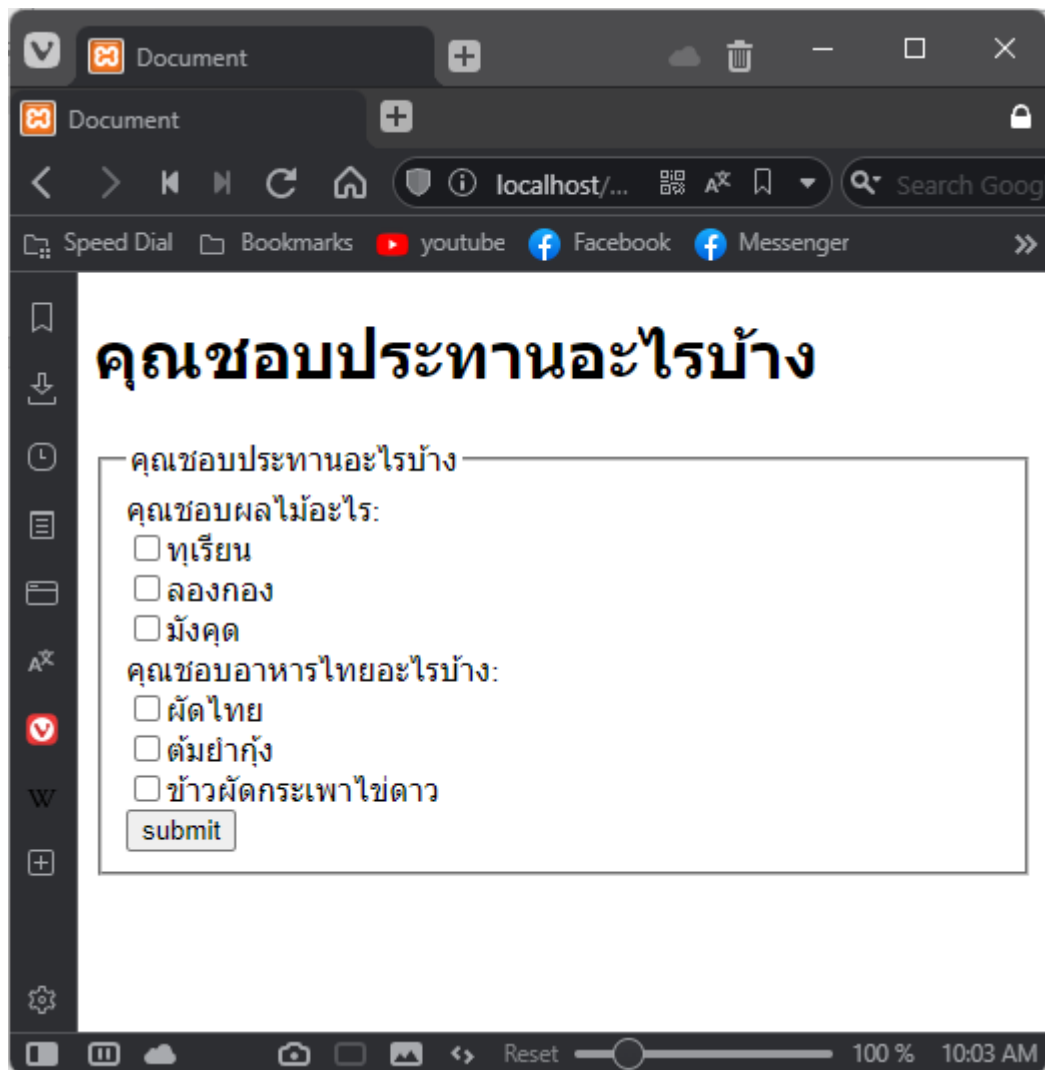 Document
Document
localhost/... Search Goog
Speed Dial Bookmarks youtube Facebook Messenger
คุณชอบประทานอะไรบ้าง
คุณชอบประทานอะไรบ้าง
คุณชอบผลไม้อะไร:
ทุเรียน
ลองกอง
มังคุด
คุณชอบอาหารไทยอะไรบ้าง:
ผัดไทย
ต้มยำกุ้ง
ข้าวผัดกระเพาไข่ดาว
submit
Reset 100 % 10:03 AM